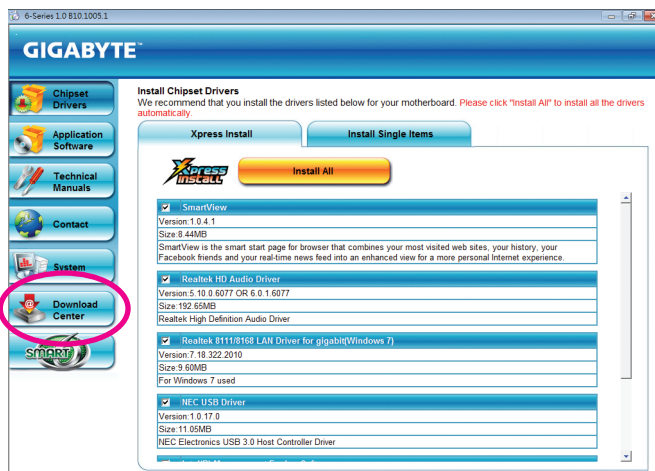 6-Series 1.0 B10.1005.1
GIGABYTE™
Chipset
Drivers
Application
Software
Technical
Manuals
Contact
System
Download
Center
SMART
Install Chipset Drivers
We recommend that you install the drivers listed below for your motherboard. Please click "Install All" to install all the drivers
automatically.
Xpress Install
Install Single Items
Xpress
Install
Install All
SmartView
Version:1.0.4.1
Size:8.44MB
SmartView is the smart start page for browser that combines your most visited web sites, your history, your
Facebook friends and your real-time news feed into an enhanced view for a more personal Internet experience.
Realtek HD Audio Driver
Version:5.10.0.6077 OR 6.0.1.6077
Size:192.65MB
Realtek High Definition Audio Driver
Realtek 8111/8168 LAN Driver for gigabit(Windows 7)
Version:7.18.322.2010
Size:9.60MB
For Windows 7 used
NEC USB Driver
Version:1.0.17.0
Size:11.05MB
NEC Electronics USB 3.0 Host Controller Driver